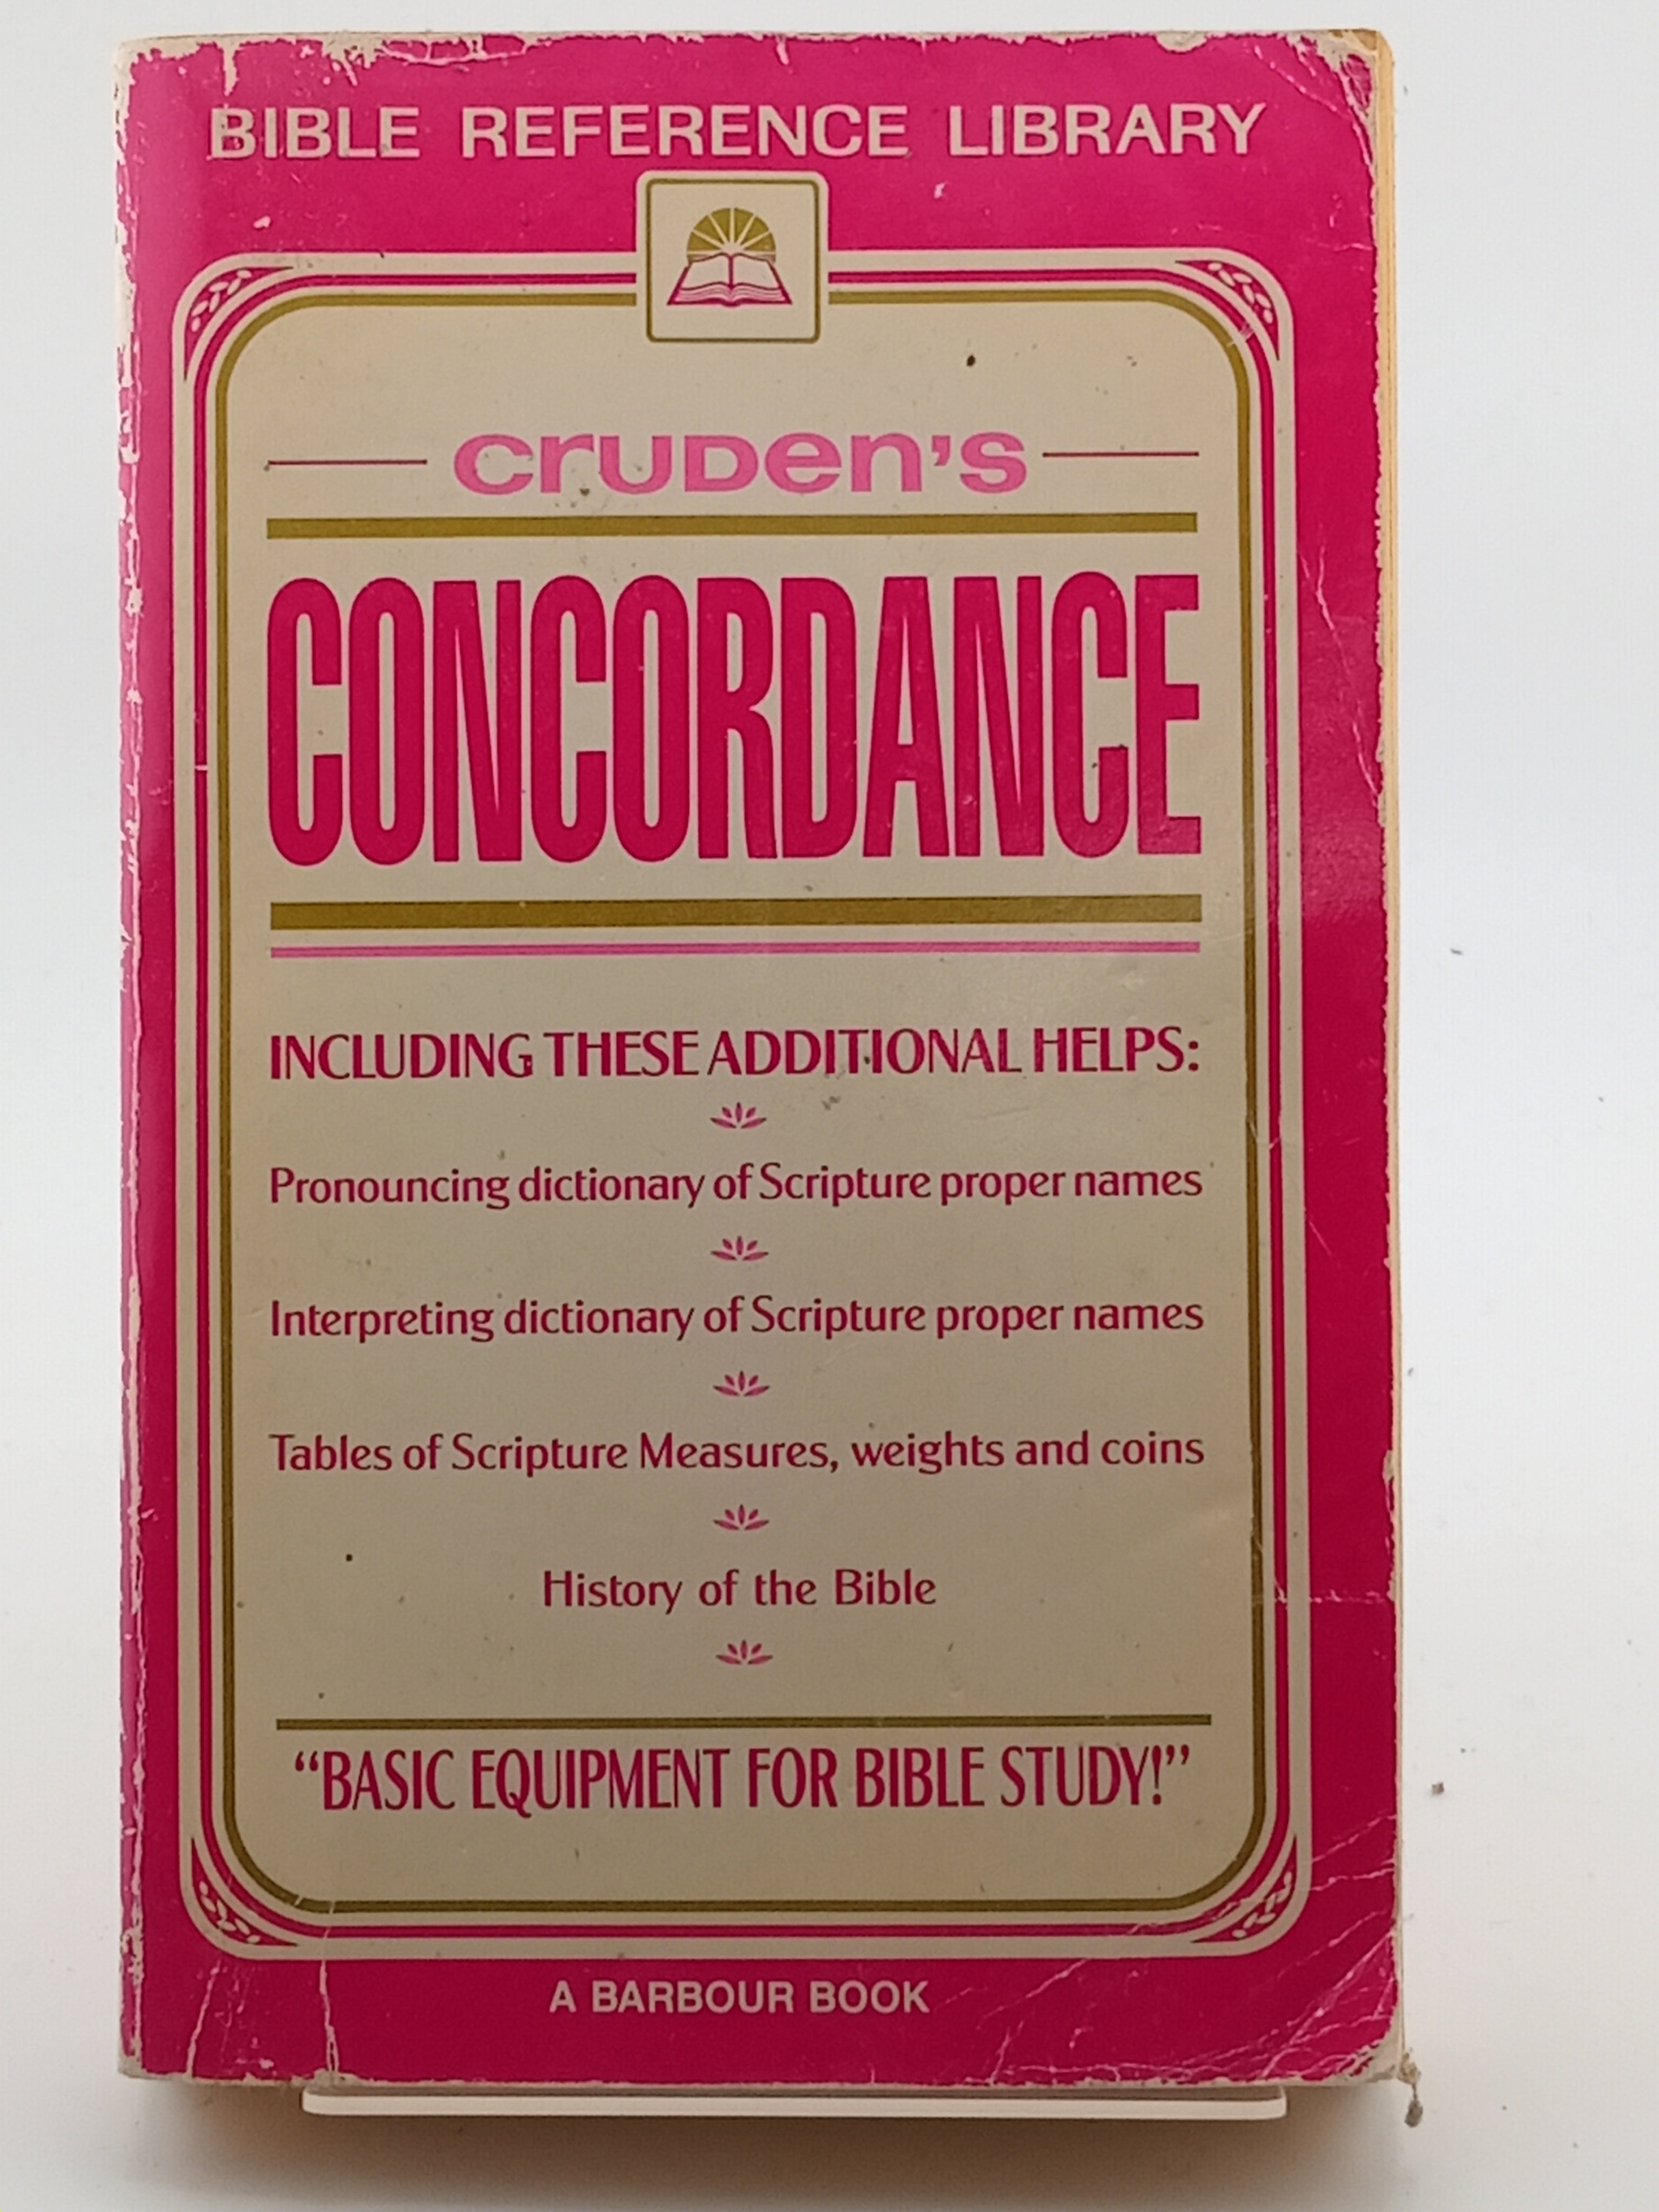 BIBLE REFERENCE LIBRARY
cruden's
CONCORDANCE
INCLUDING THESE ADDITIONAL HELPS:
Pronouncing dictionary of Scripture proper names
Interpreting dictionary of Scripture proper names
Tables of Scripture Measures, weights and coins
History of the Bible
“BASIC EQUIPMENT FOR BIBLE STUDY!”
A BARBOUR BOOK